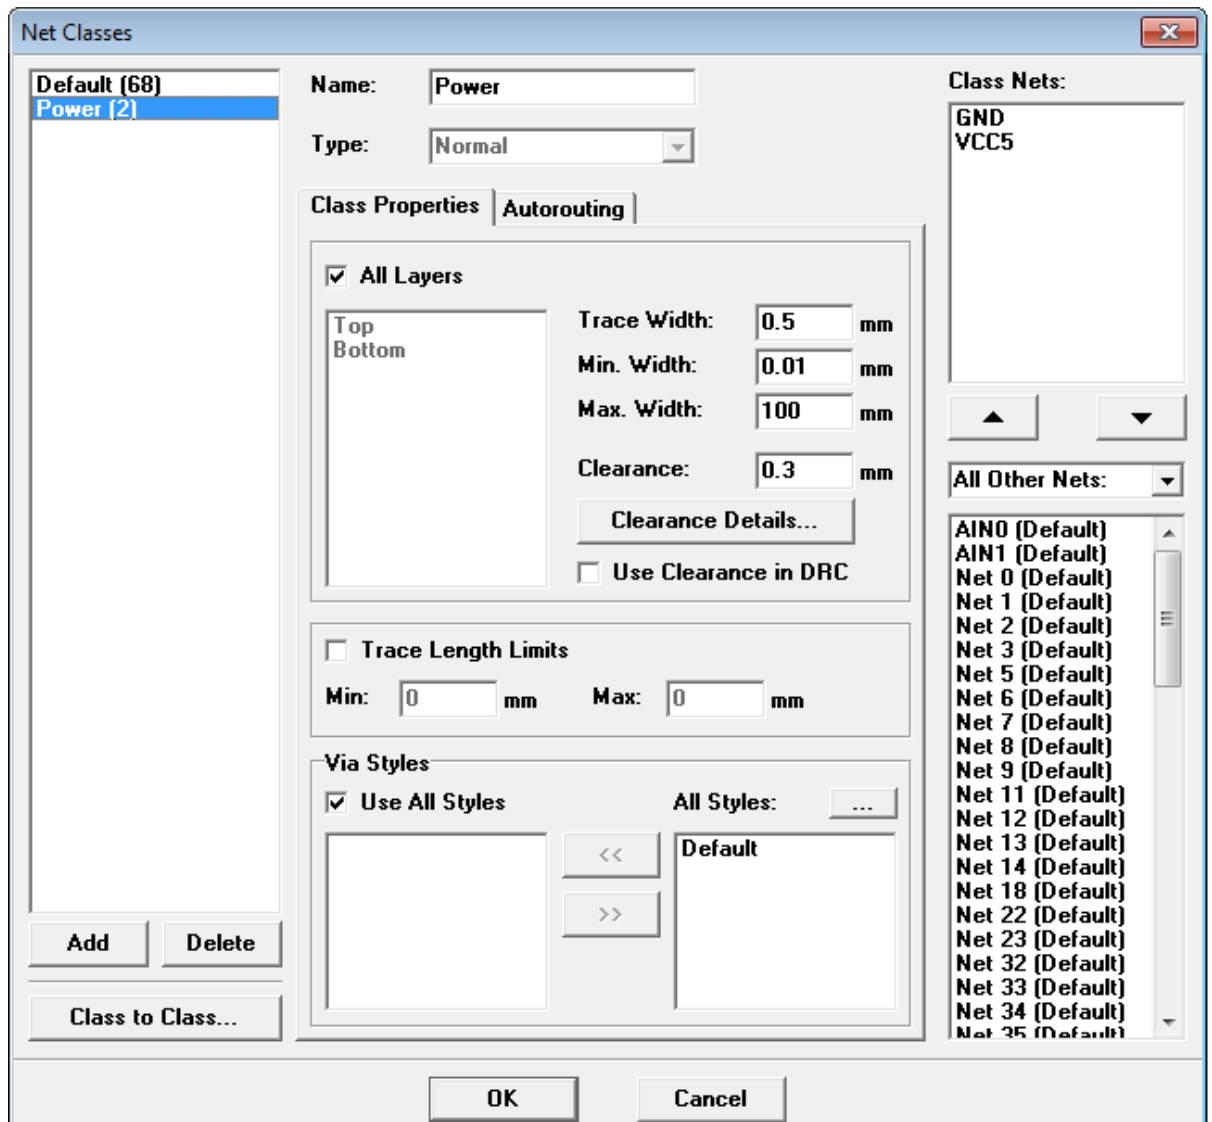 Net Classes
Default (68)
Power (2)
Add
Delete
Class to Class...
Name:
Power
Type:
Normal
Class Properties
Autorouting
All Layers
Top
Bottom
Trace Width:
0.5
mm
Min. Width:
0.01
mm
Max. Width:
100
mm
Clearance:
0.3
mm
Clearance Details...
Use Clearance in DRC
Trace Length Limits
Min:
0
mm
Max:
0
mm
Via Styles
Use All Styles
All Styles:
...
<<
>>
Default
Class Nets:
GND
VCC5
All Other Nets:
AIN0 (Default)
AIN1 (Default)
Net 0 (Default)
Net 1 (Default)
Net 2 (Default)
Net 3 (Default)
Net 5 (Default)
Net 6 (Default)
Net 7 (Default)
Net 8 (Default)
Net 9 (Default)
Net 11 (Default)
Net 12 (Default)
Net 13 (Default)
Net 14 (Default)
Net 18 (Default)
Net 22 (Default)
Net 23 (Default)
Net 32 (Default)
Net 33 (Default)
Net 34 (Default)
Net 35 (Default)
OK
Cancel